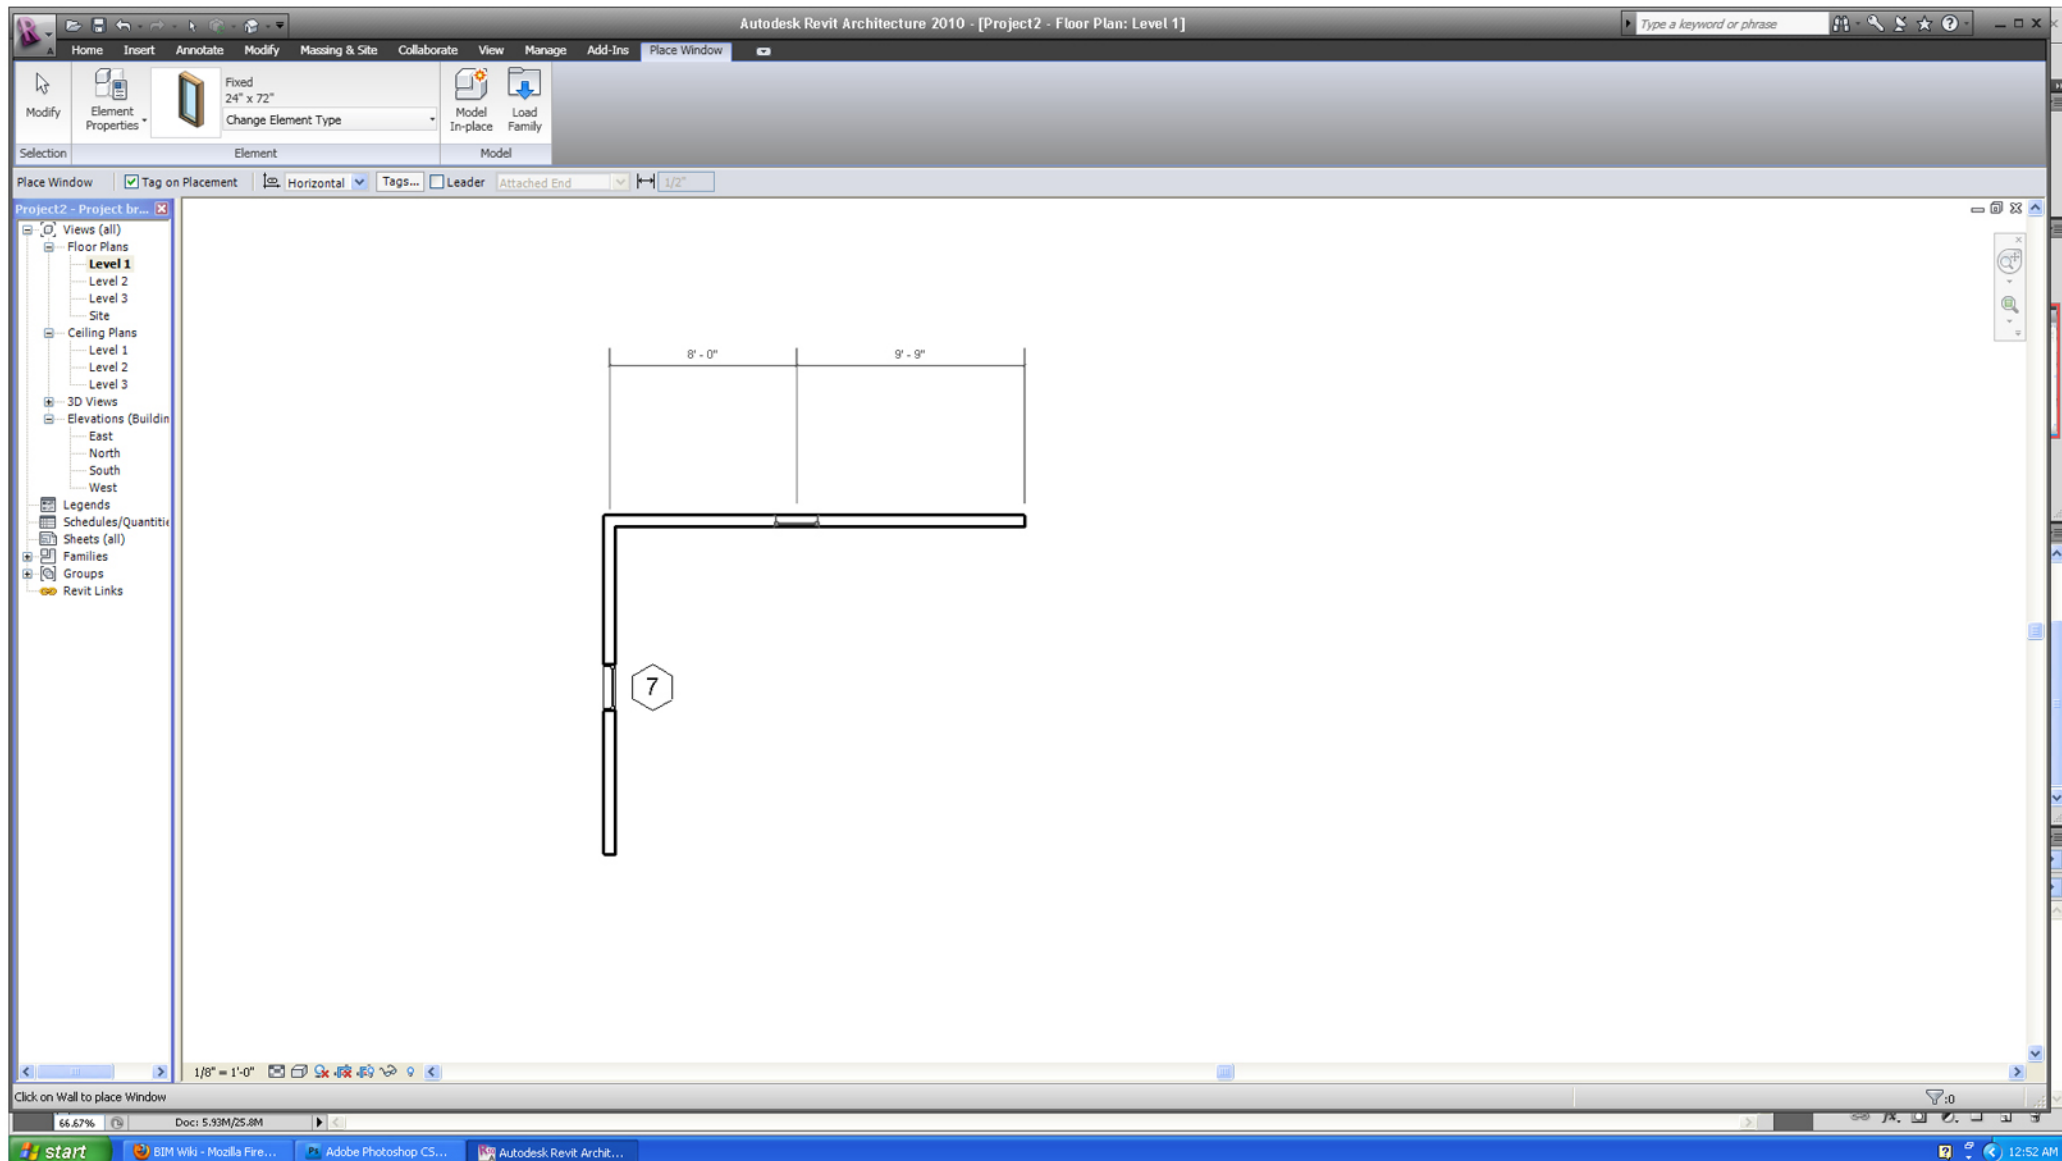 Autodesk Revit Architecture 2010 - [Project2 - Floor Plan: Level 1]
Type a keyword or phrase
Home Insert Annotate Modify Massing & Site Collaborate View Manage Add-Ins Place Window
Modify
Element
Properties
Fixed
24" x 72"
Change Element Type
Model
In-place
Load
Family
Selection Element Model
Place Window Tag on Placement Horizontal Tags... Leader Attached End 1/2"
Project2 - Project br...
Views (all)
Floor Plans
Level 1
Level 2
Level 3
Site
Ceiling Plans
Level 1
Level 2
Level 3
3D Views
Elevations (Buildin
East
North
South
West
Legends
Schedules/Quantitie
Sheets (all)
Families
Groups
Revit Links
8' - 0" 9' - 9"
7
1/8" = 1'-0"
Click on Wall to place Window
:0
66.67% Doc: 5.93M/25.8M
start BIM Wiki - Mozilla Fire... Adobe Photoshop CS... Autodesk Revit Archit... 12:52 AM